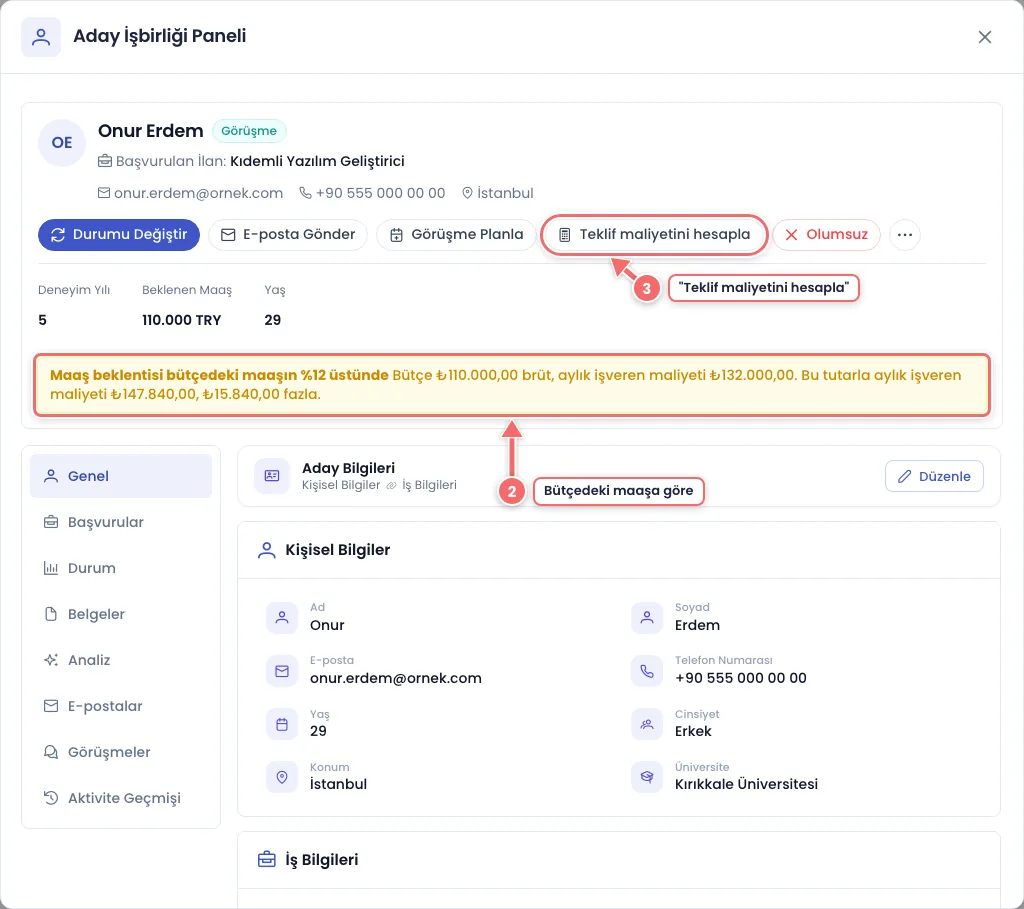 Aday İşbirliği Paneli
OE
Onur Erdem Görüşme
Başvurulan İlan: Kıdemli Yazılım Geliştirici
onur.erdem@ornek.com +90 555 000 00 00 İstanbul
Durumu Değiştir E-posta Gönder Görüşme Planla Teklif maliyetini hesapla Olumsuz ...
3 "Teklif maliyetini hesapla"
Deneyim Yılı Beklenen Maaş Yaş
5 110.000 TRY 29
Maaş beklentisi bütçedeki maaşın %12 üstünde Bütçe ₺110.000,00 brüt, aylık işveren maliyeti ₺132.000,00. Bu tutarla aylık işveren
maliyeti ₺147.840,00, ₺15.840,00 fazla.
2 Bütçedeki maaşa göre
Genel
Başvurular
Durum
Belgeler
Analiz
E-postalar
Görüşmeler
Aktivite Geçmişi
Aday Bilgileri
Kişisel Bilgiler İş Bilgileri
Düzenle
Kişisel Bilgiler
Ad
Onur
Soyad
Erdem
E-posta
onur.erdem@ornek.com
Telefon Numarası
+90 555 000 00 00
Yaş
29
Cinsiyet
Erkek
Konum
İstanbul
Üniversite
Kırıkkale Üniversitesi
İş Bilgileri